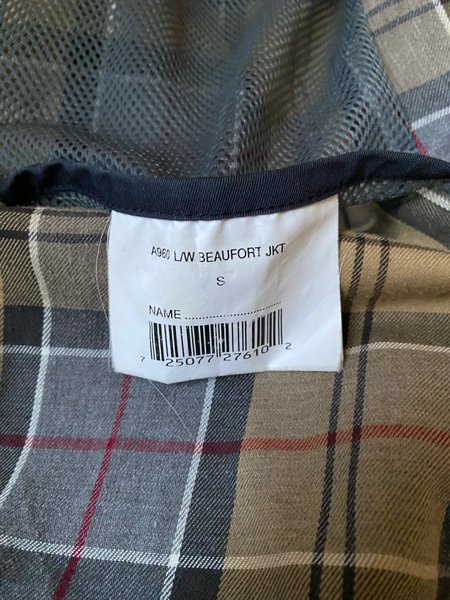 A960 L/W BEAUFORT JKT
S
NAME ..............................
7 25077 27610 2